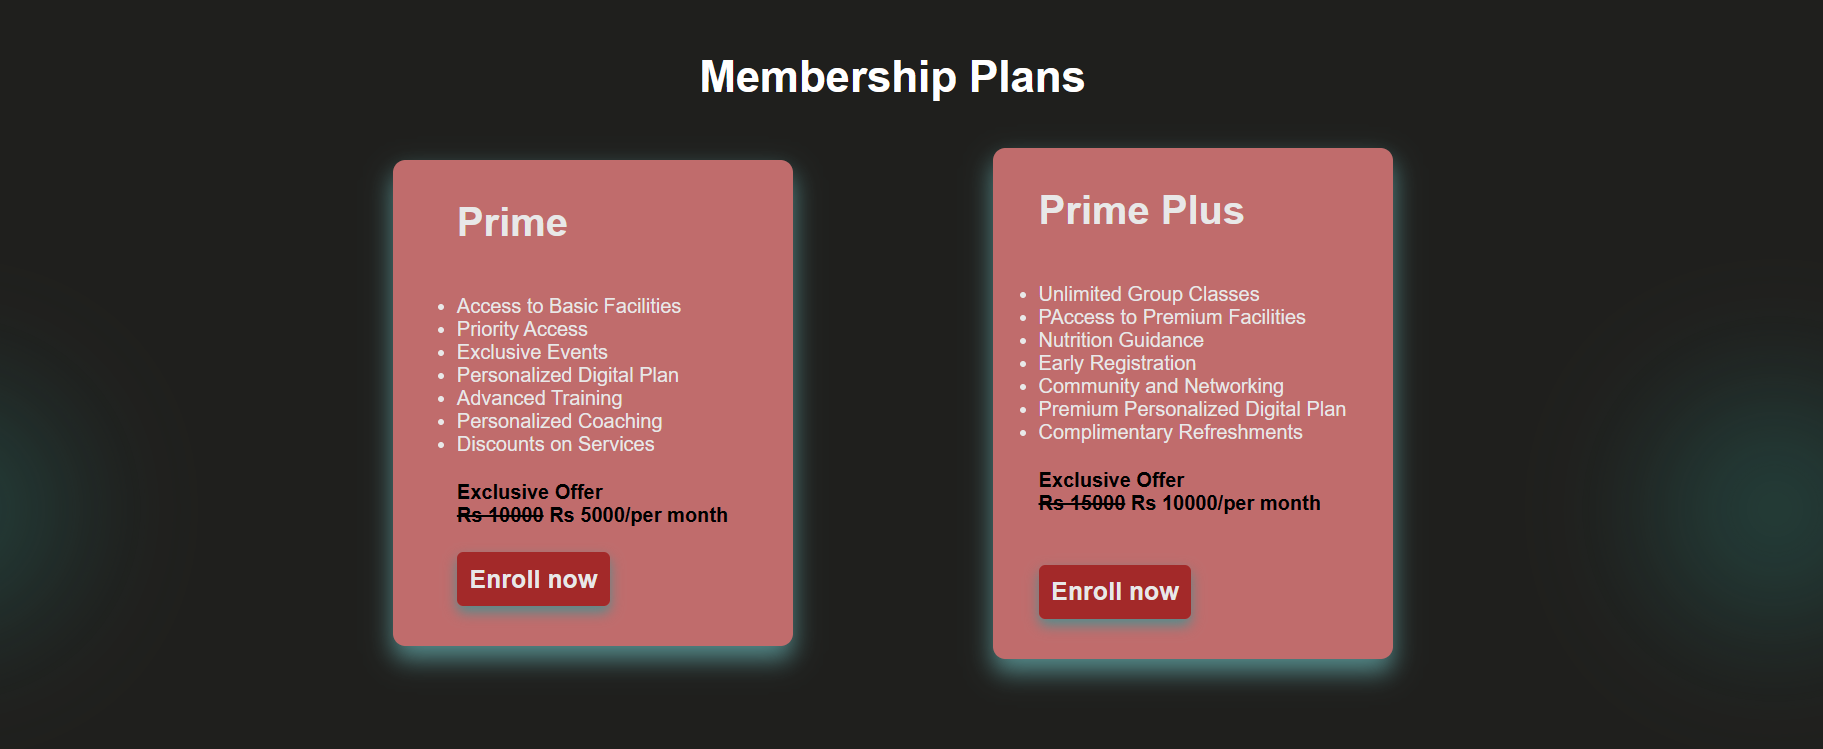 Membership Plans
Prime
Access to Basic Facilities
Priority Access
Exclusive Events
Personalized Digital Plan
Advanced Training
Personalized Coaching
Discounts on Services
Exclusive Offer
Rs 10000 Rs 5000/per month
Enroll now
Prime Plus
Unlimited Group Classes
PAccess to Premium Facilities
Nutrition Guidance
Early Registration
Community and Networking
Premium Personalized Digital Plan
Complimentary Refreshments
Exclusive Offer
Rs 15000 Rs 10000/per month
Enroll now